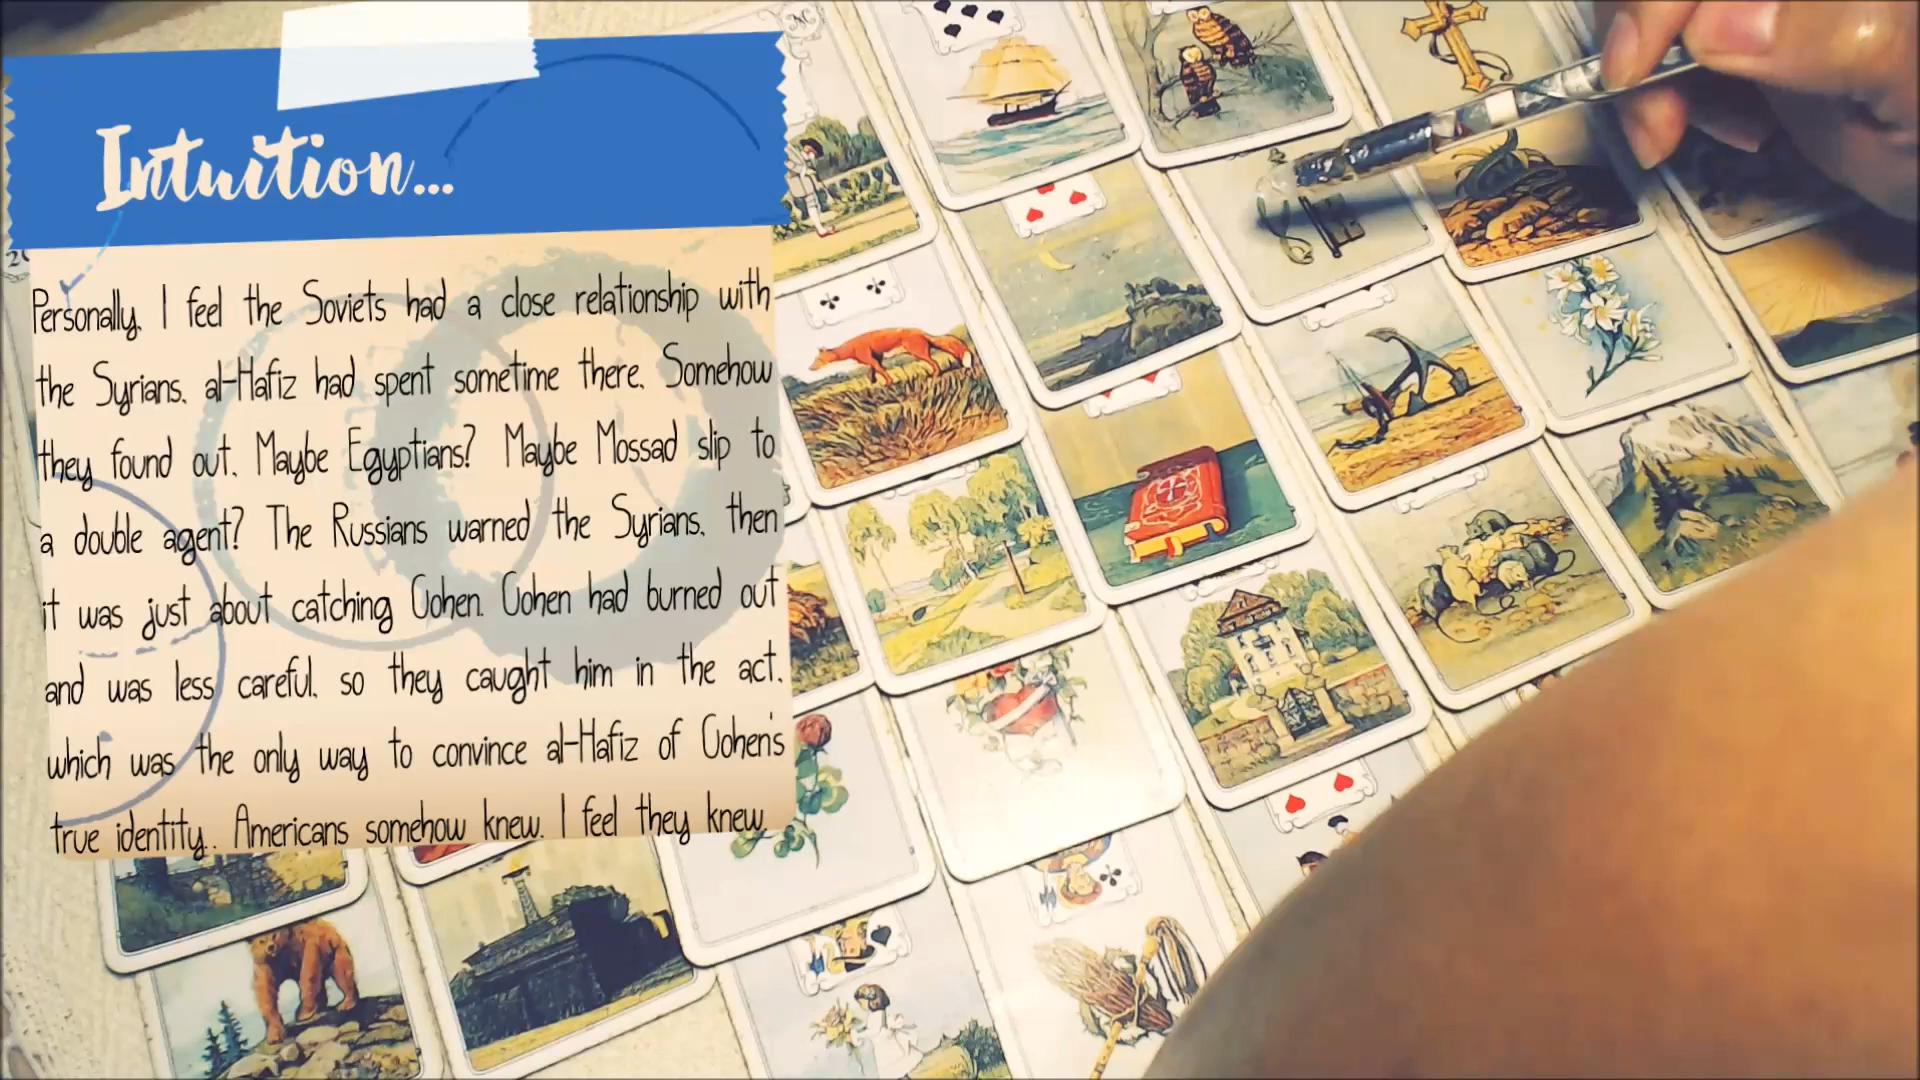 Intuition...
Personally, I feel the Soviets had a close relationship with
the Syrians. al-Hafiz had spent sometime there. Somehow
they found out. Maybe Egyptians? Maybe Mossad slip to
a double agent? The Russians warned the Syrians, then
it was just about catching Cohen. Cohen had burned out
and was less careful, so they caught him in the act,
which was the only way to convince al-Hafiz of Cohen's
true identity.. Americans somehow knew. I feel they knew.